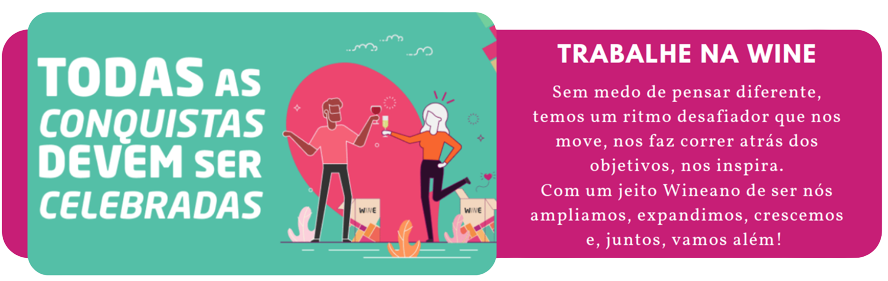 TODAS AS
CONQUISTAS
DEVEM SER
CELEBRADAS
WINE
WINE
TRABALHE NA WINE
Sem medo de pensar diferente,
temos um ritmo desafiador que nos
move, nos faz correr atrás dos
objetivos, nos inspira.
Com um jeito Wineano de ser nós
ampliamos, expandimos, crescemos
e, juntos, vamos além!